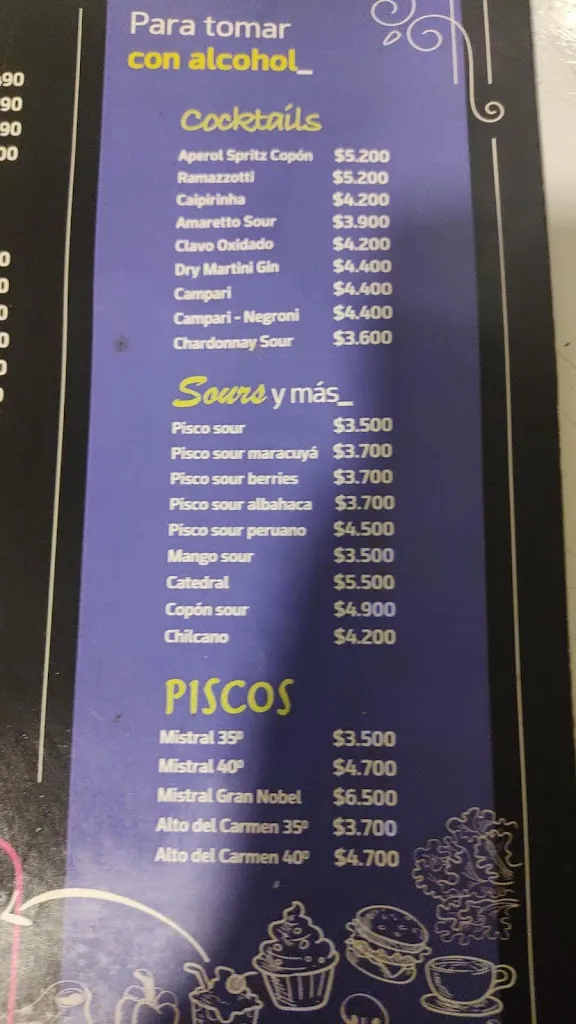 Para tomar
con alcohol_
Cocktails
Aperol Spritz Copón $5.200
Ramazzotti $5.200
Caipirinha $4.200
Amaretto Sour $3.900
Clavo Oxidado $4.200
Dry Martini Gin $4.400
Campari $4.400
Campari - Negroni $4.400
Chardonnay Sour $3.600
Sours y más_
Pisco sour $3.500
Pisco sour maracuyá $3.700
Pisco sour berries $3.700
Pisco sour albahaca $3.700
Pisco sour peruano $4.500
Mango sour $3.500
Catedral $5.500
Copón sour $4.900
Chilcano $4.200
PISCOS
Mistral 35º $3.500
Mistral 40º $4.700
Mistral Gran Nobel $6.500
Alto del Carmen 35º $3.700
Alto del Carmen 40º $4.700